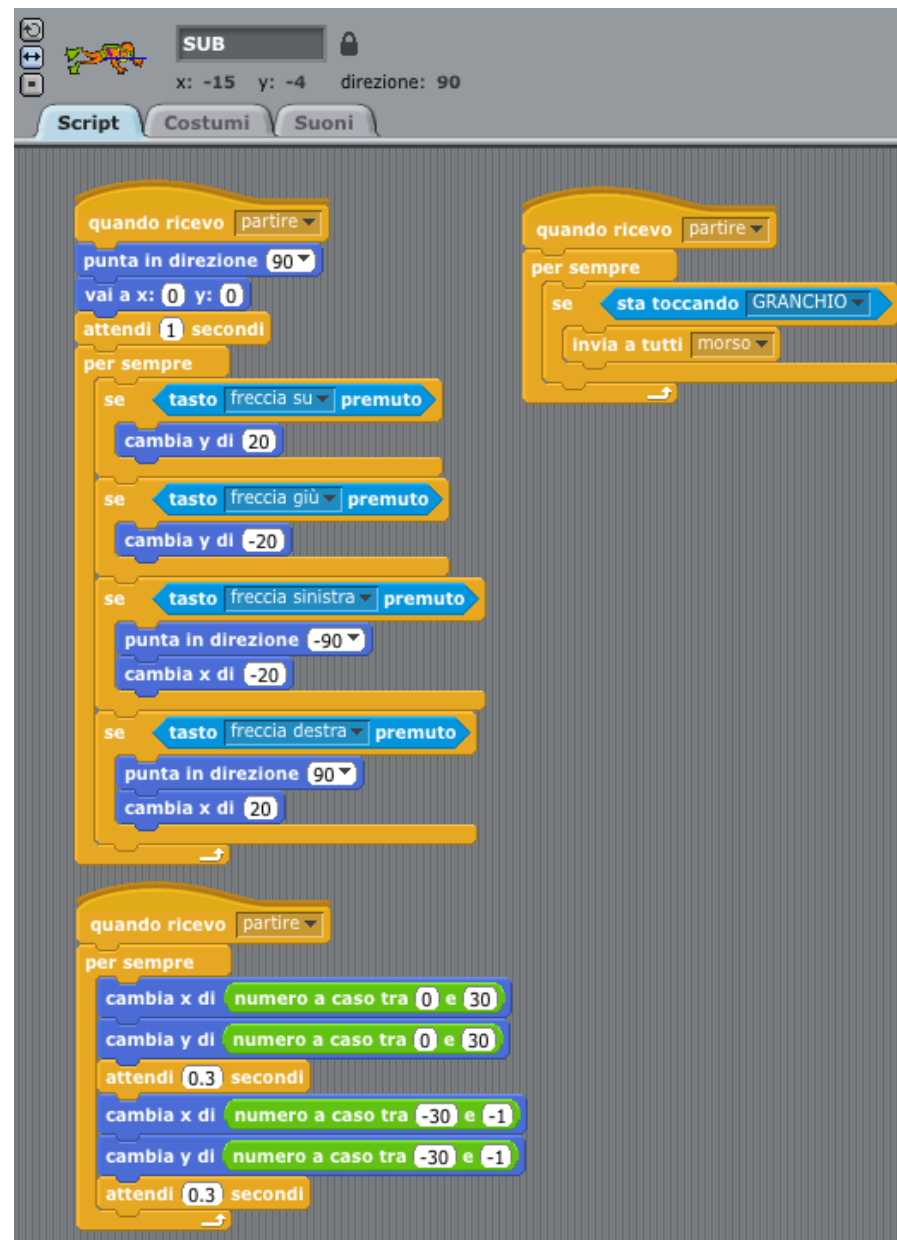 SUB
x: -15 y: -4 direzione: 90
Script Costumi Suoni
quando ricevo partire
punta in direzione 90
vai a x: 0 y: 0
attendi 1 secondi
per sempre
se tasto freccia su premuto
cambia y di 20
se tasto freccia giù premuto
cambia y di -20
se tasto freccia sinistra premuto
punta in direzione -90
cambia x di -20
se tasto freccia destra premuto
punta in direzione 90
cambia x di 20
quando ricevo partire
per sempre
cambia x di numero a caso tra 0 e 30
cambia y di numero a caso tra 0 e 30
attendi 0.3 secondi
cambia x di numero a caso tra -30 e -1
cambia y di numero a caso tra -30 e -1
attendi 0.3 secondi
quando ricevo partire
per sempre
se sta toccando GRANCHIO
invia a tutti morso